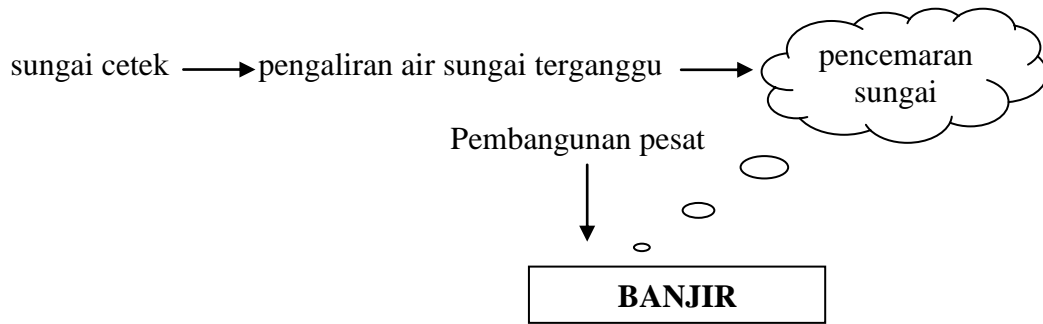 sungai cetek pengaliran air sungai terganggu pencemaran
sungai
Pembangunan pesat
BANJIR